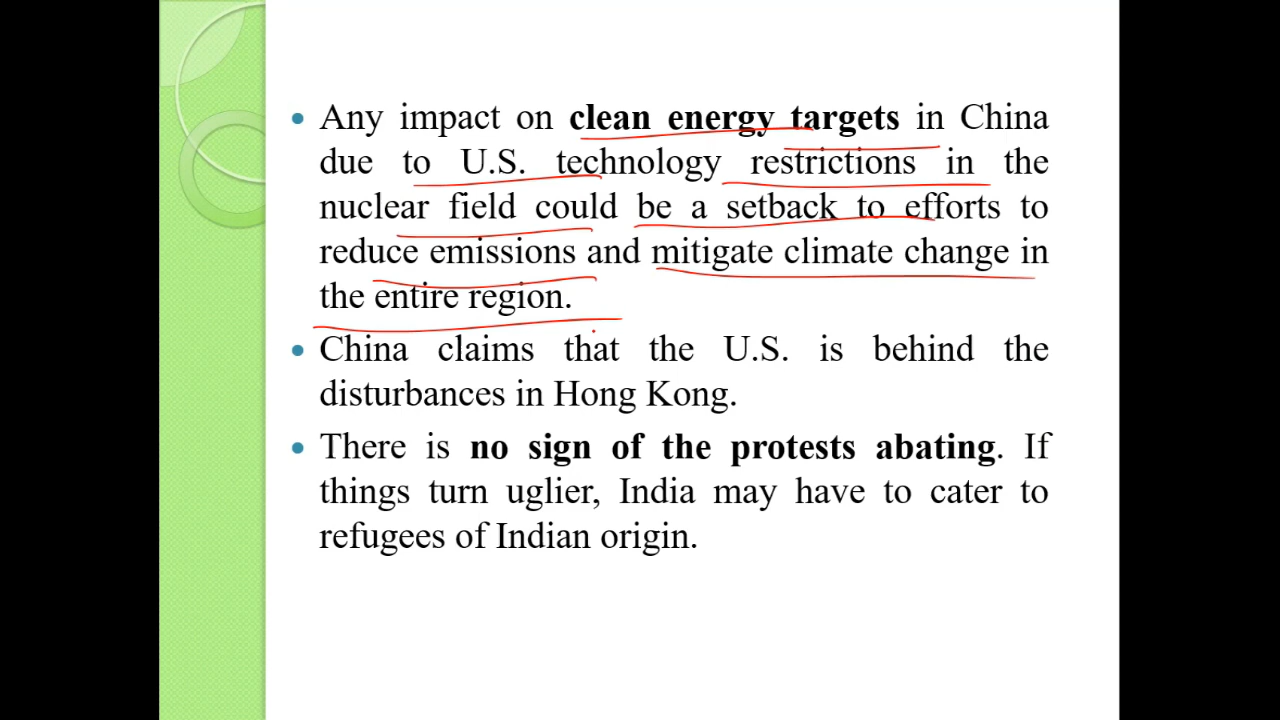 • Any impact on clean energy targets in China
due to U.S. technology restrictions in the
nuclear field could be a setback to efforts to
reduce emissions and mitigate climate change in
the entire region.
• China claims that the U.S. is behind the
disturbances in Hong Kong.
• There is no sign of the protests abating. If
things turn uglier, India may have to cater to
refugees of Indian origin.